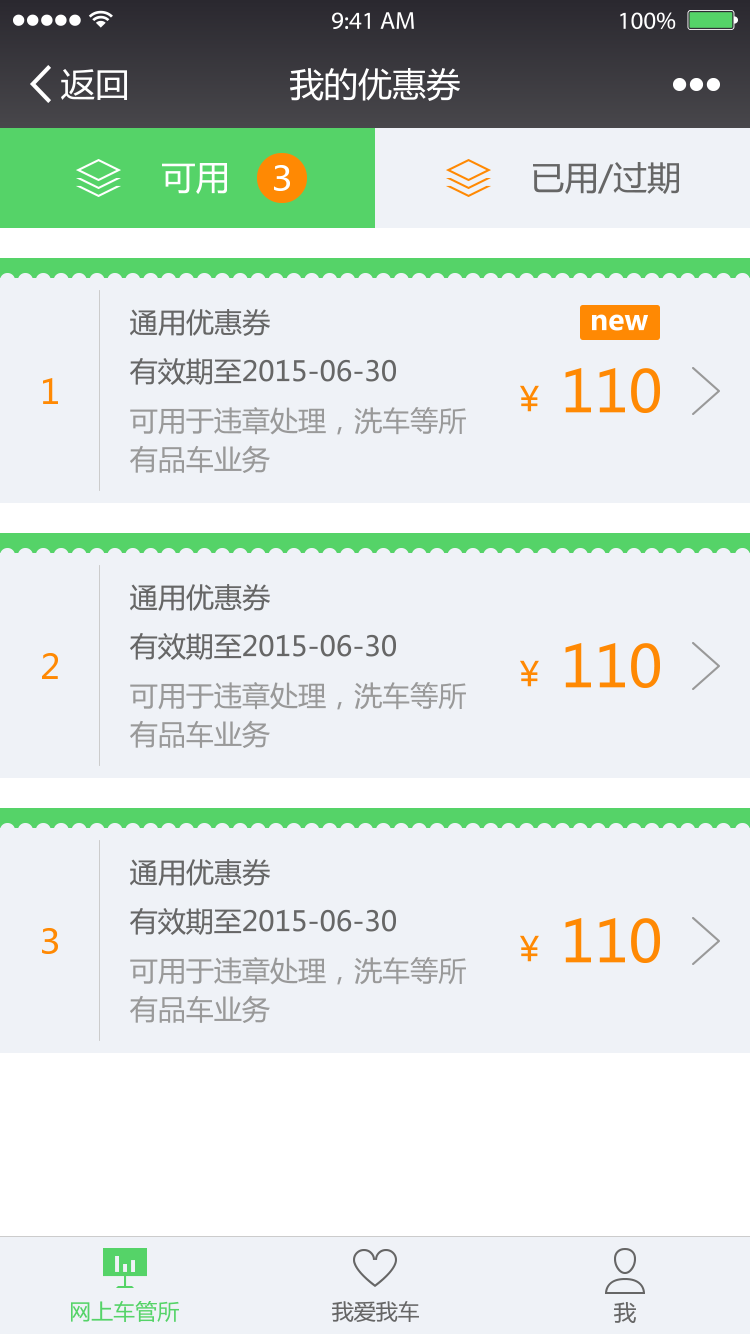 9:41 AM 100%
返回 我的优惠券
可用 3 已用/过期
通用优惠券 new
有效期至2015-06-30
1 ¥ 110
可用于违章处理，洗车等所
有品车业务
通用优惠券
有效期至2015-06-30
2 ¥ 110
可用于违章处理，洗车等所
有品车业务
通用优惠券
有效期至2015-06-30
3 ¥ 110
可用于违章处理，洗车等所
有品车业务
网上车管所 我爱我车 我